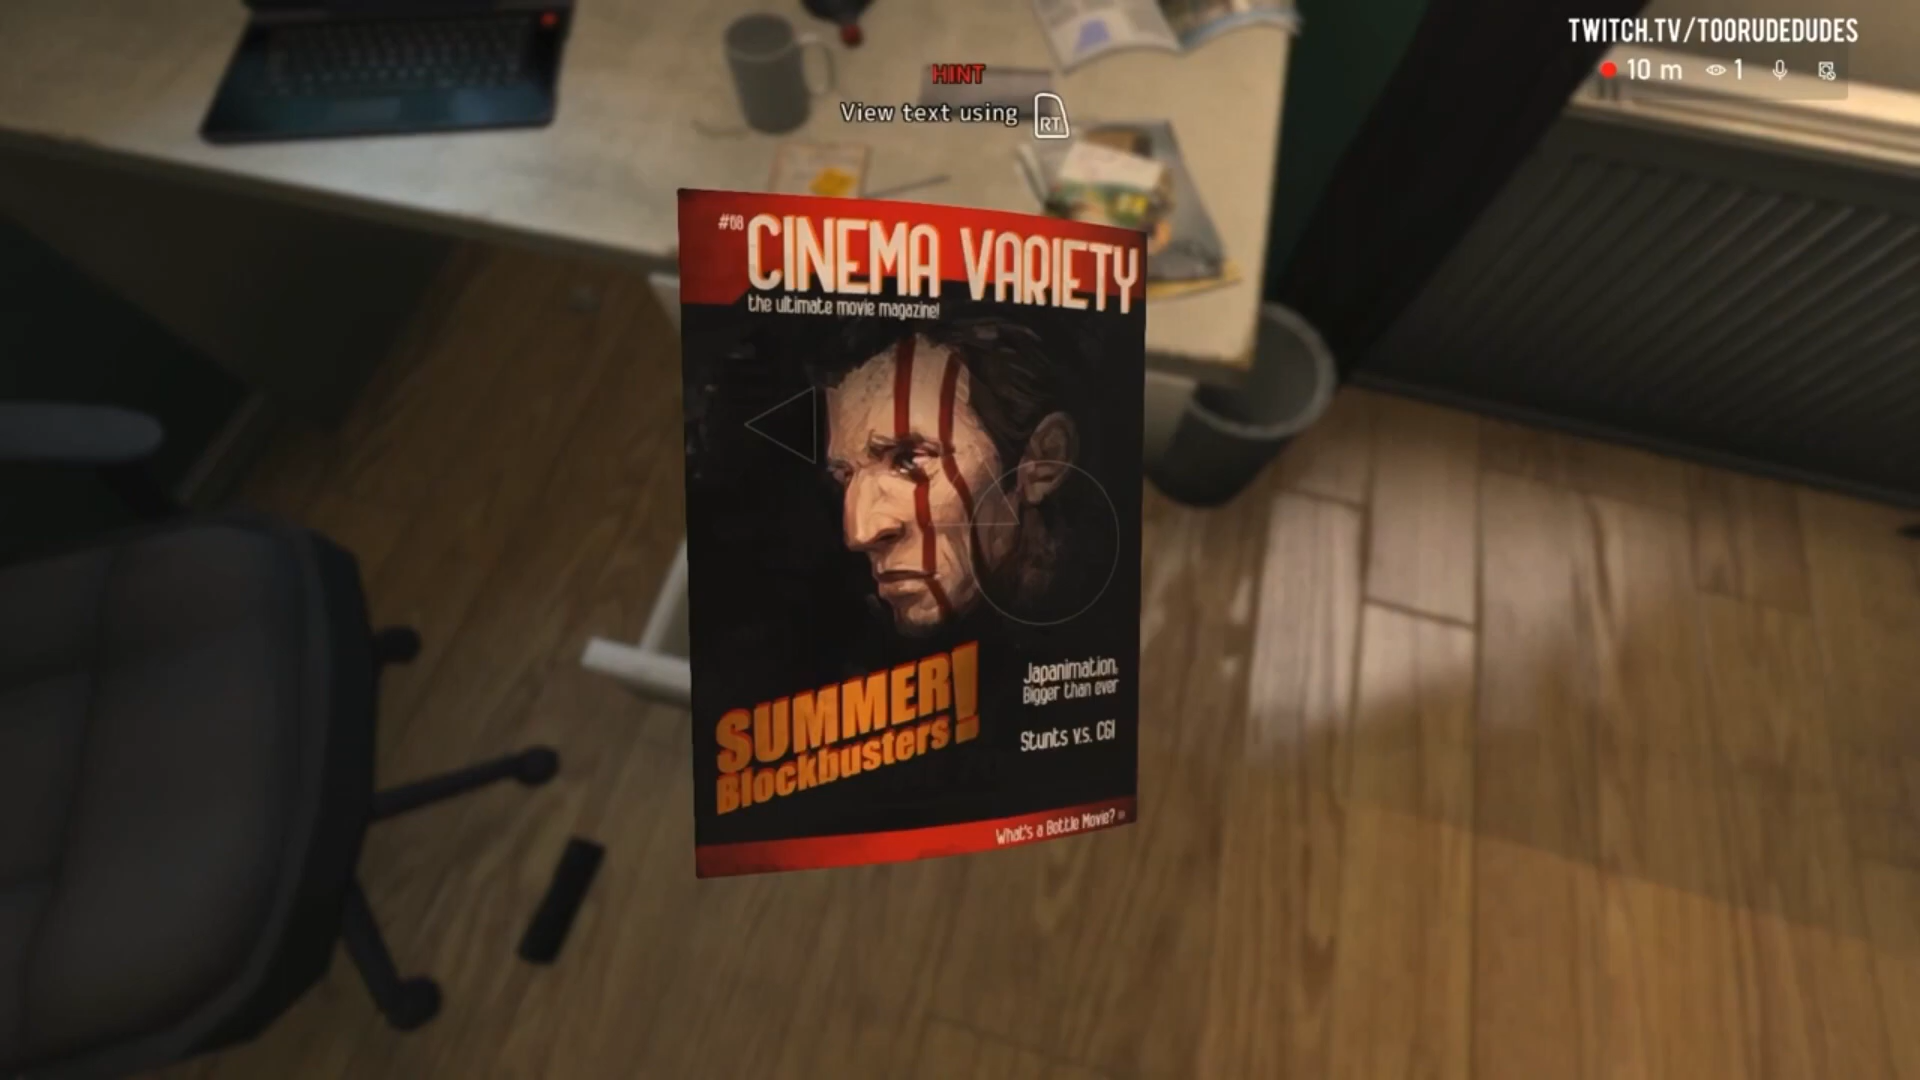 TWITCH.TV/TOORUDEDUDES
10 m 1
HINT
View text using RT
#68
CINEMA VARIETY
the ultimate movie magazine!
SUMMER!
Blockbusters
Japanimation,
Bigger than ever
Stunts v.s. CGI
What's a Bottle Movie?